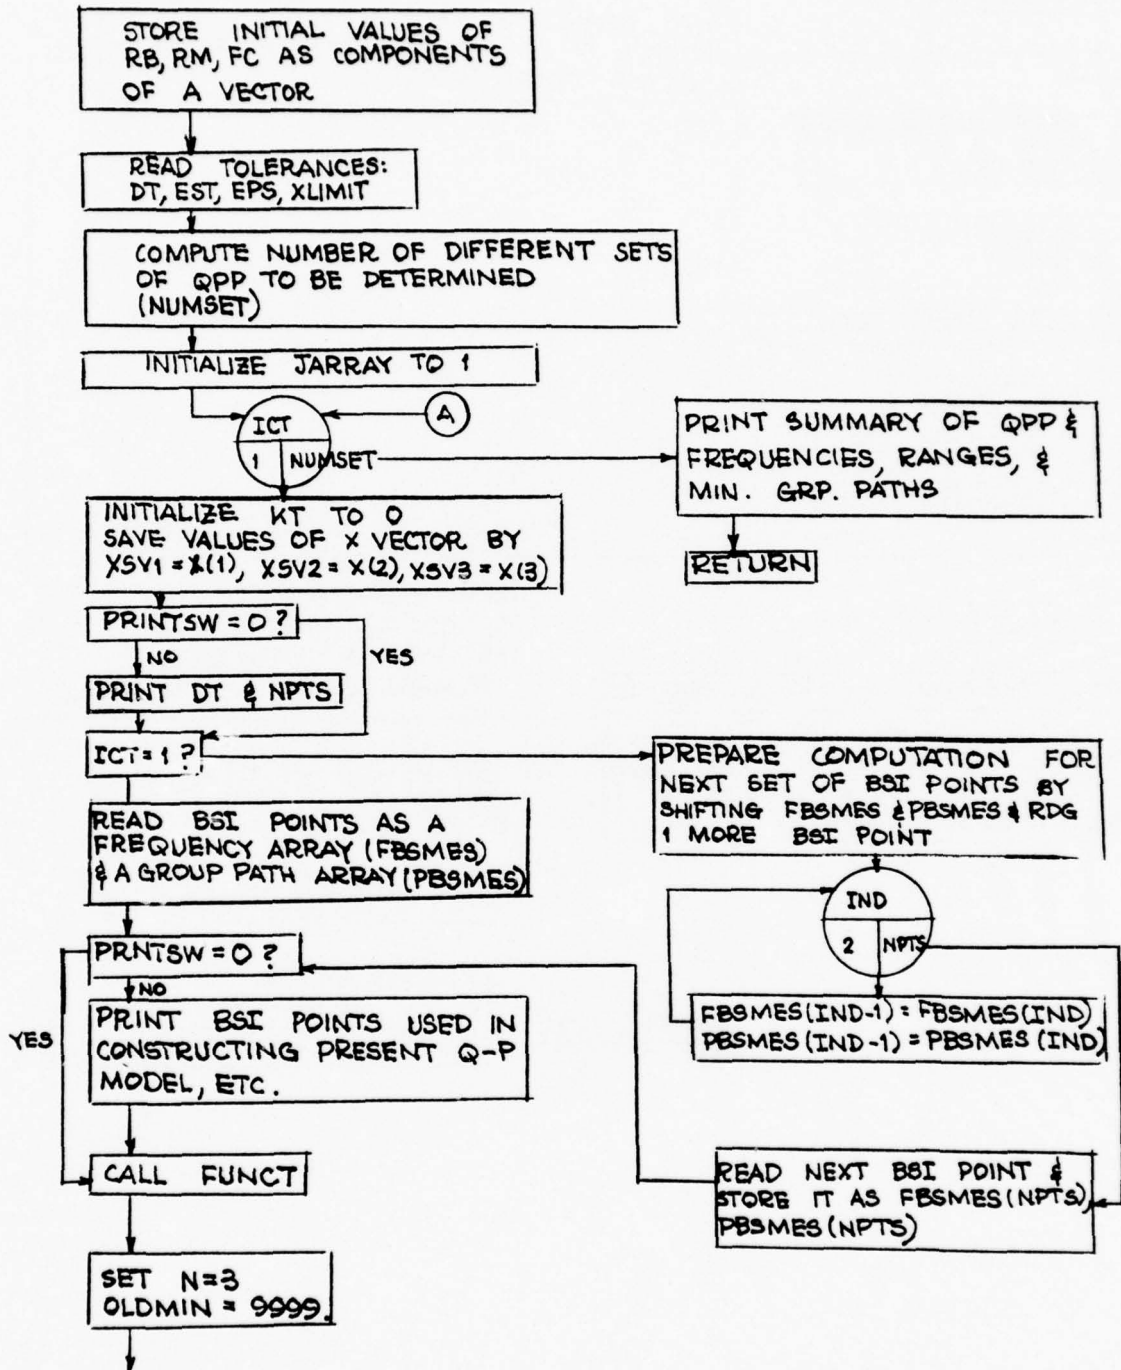 STORE INITIAL VALUES OF
RB, RM, FC AS COMPONENTS
OF A VECTOR
READ TOLERANCES:
DT, EST, EPS, XLIMIT
COMPUTE NUMBER OF DIFFERENT SETS
OF QPP TO BE DETERMINED
(NUMSET)
INITIALIZE JARRAY TO 1
ICT
1 NUMSET
A
PRINT SUMMARY OF QPP &
FREQUENCIES, RANGES, &
MIN. GRP. PATHS
RETURN
INITIALIZE KT TO 0
SAVE VALUES OF X VECTOR BY
XSV1 = X(1), XSV2 = X(2), XSV3 = X(3)
PRINTSW = 0 ?
NO
YES
PRINT DT & NPTS
ICT = 1 ?
PREPARE COMPUTATION FOR
NEXT SET OF BSI POINTS BY
SHIFTING FBSMES & PBSMES & RDG
1 MORE BSI POINT
READ BSI POINTS AS A
FREQUENCY ARRAY (FBSMES)
& A GROUP PATH ARRAY (PBSMES)
IND
2 NPTS
PRNTSW = 0 ?
NO
YES
FBSMES(IND-1) = FBSMES(IND)
PBSMES(IND-1) = PBSMES(IND)
PRINT BSI POINTS USED IN
CONSTRUCTING PRESENT Q-P
MODEL, ETC.
CALL FUNCT
READ NEXT BSI POINT &
STORE IT AS FBSMES(NPTS),
PBSMES(NPTS)
SET N=3
OLDMIN = 9999.